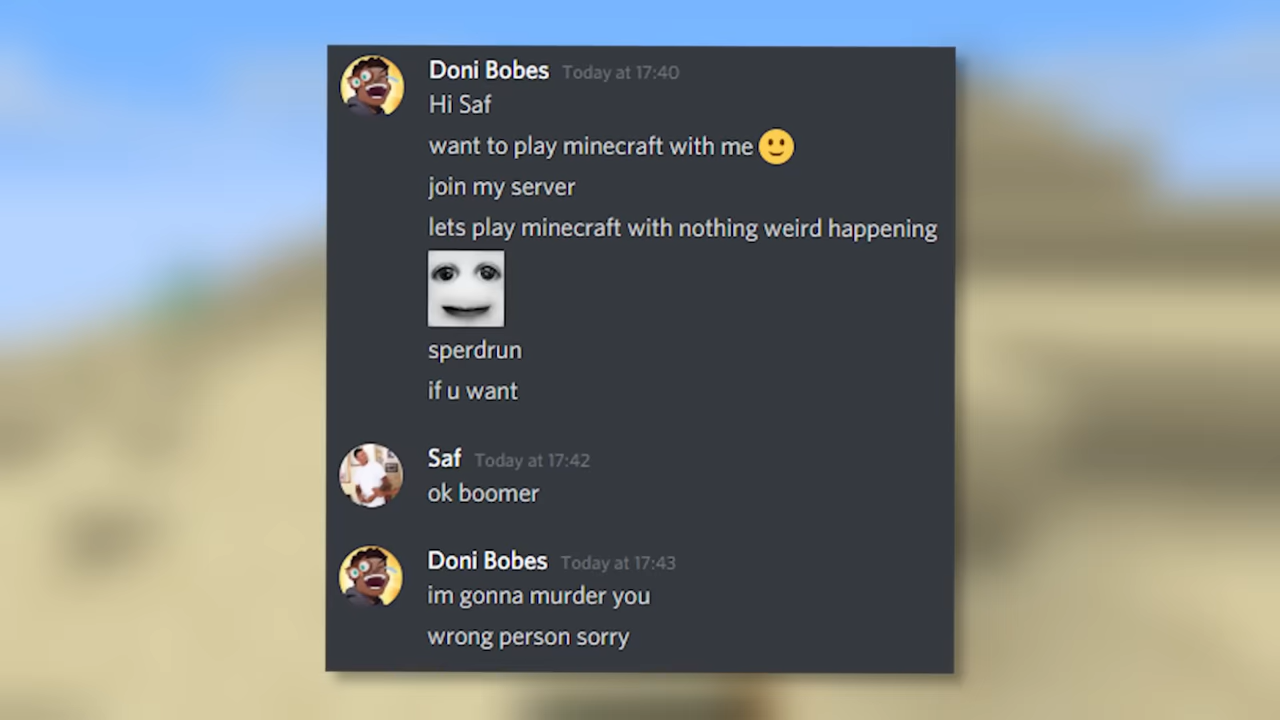 Doni Bobes Today at 17:40
Hi Saf
want to play minecraft with me 🙂
join my server
lets play minecraft with nothing weird happening
sperdrun
if u want
Saf Today at 17:42
ok boomer
Doni Bobes Today at 17:43
im gonna murder you
wrong person sorry